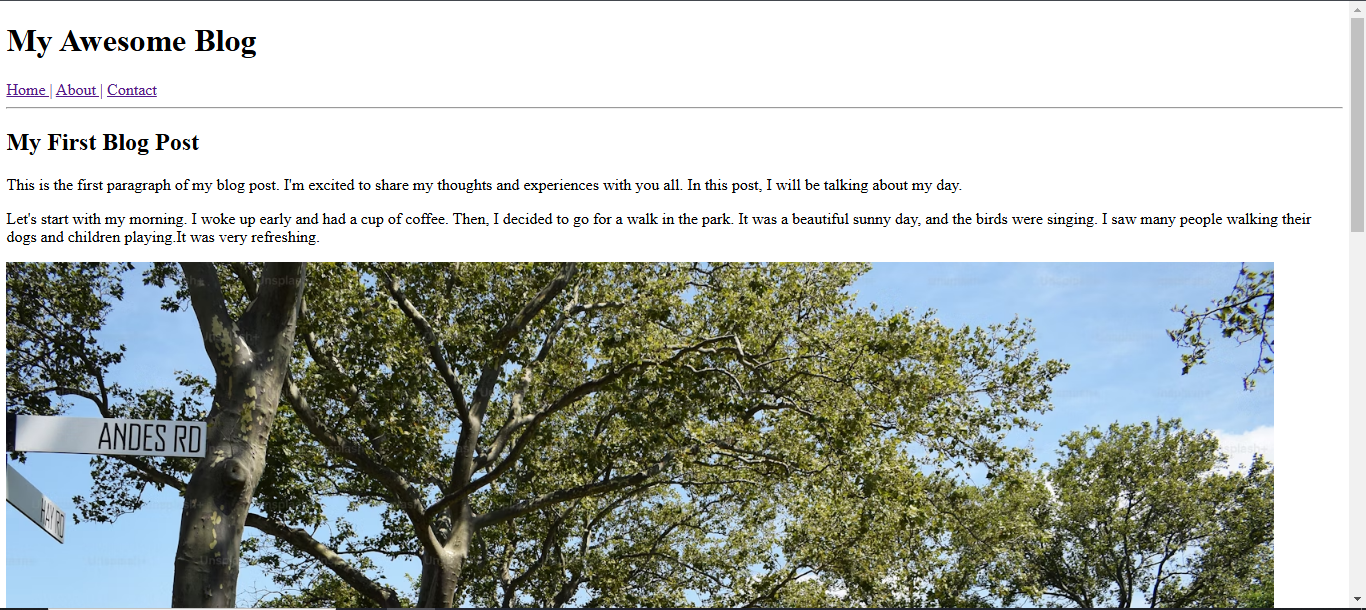 My Awesome Blog
Home | About | Contact
My First Blog Post
This is the first paragraph of my blog post. I'm excited to share my thoughts and experiences with you all. In this post, I will be talking about my day.
Let's start with my morning. I woke up early and had a cup of coffee. Then, I decided to go for a walk in the park. It was a beautiful sunny day, and the birds were singing. I saw many people walking their
dogs and children playing.It was very refreshing.
Unsplash
ANDES RD
HAY RD